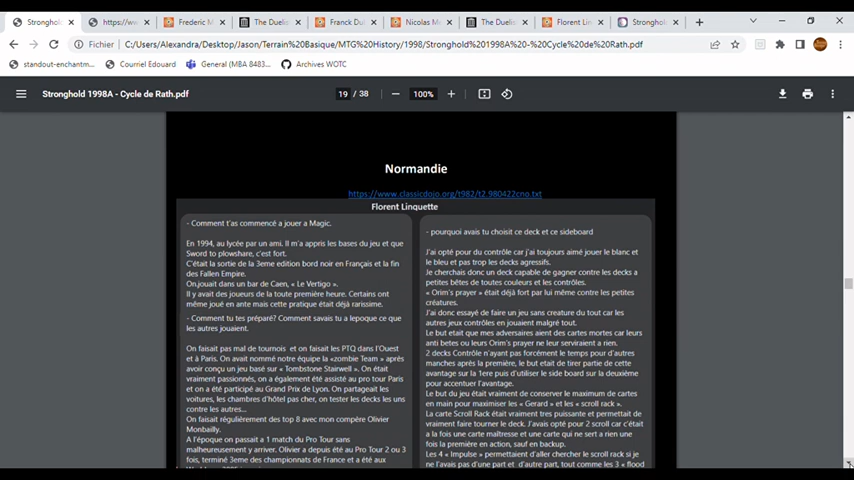 Stronghold
https://ww
Frederic M
The Duelis
Franck Dul
Nicolas M
The Duelis
Florent Lin
Stronghol
Fichier
C:/Users/Alexandra/Desktop/Jason/Terrain%20Basique/MTG%20History/1998/Stronghold%201998A%20-%20Cycle%20de%20Rath.pdf
standout-enchantm...
Courriel Edouard
General (MBA 8483...
Archives WOTC
Stronghold 1998A - Cycle de Rath.pdf
19 / 38
100%
Normandie
https://www.classicdojo.org/t982/t2.980422cno.txt
Florent Linquette
- Comment t'as commencé a jouer a Magic.
En 1994, au lycée par un ami. Il m'a appris les bases du jeu et que
Sword to plowshare, c'est fort.
C'était la sortie de la 3eme edition bord noir en Français et la fin
des Fallen Empire.
On.jouait dans un bar de Caen, « Le Vertigo ».
Il y avait des joueurs de la toute première heure. Certains ont
même joué en ante mais cette pratique était déjà rarissime.
- Comment tu tes préparé? Comment savais tu a lepoque ce que
les autres jouaient.
On faisait pas mal de tournois et on faisait les PTQ dans l'Ouest
et à Paris. On avait nommé notre équipe la «zombie Team » après
avoir conçu un jeu basé sur « Tombstone Stairwell ». On était
vraiment passionnés, on a également été assisté au pro tour Paris
et on a été participé au Grand Prix de Lyon. On partageait les
voitures, les chambres d'hôtel pas cher, on tester les decks les uns
contre les autres...
On faisait régulièrement des top 8 avec mon compère Olivier
Monbailly.
A l'époque on passait a 1 match du Pro Tour sans
malheureusement y arriver. Olivier a depuis été au Pro Tour 2 ou 3
fois, terminé 3eme des championnats de France et a été aux
- pourquoi avais tu choisit ce deck et ce sideboard
J'ai opté pour du contrôle car j'ai toujours aimé jouer le blanc et
le bleu et pas trop les decks agressifs.
Je cherchais donc un deck capable de gagner contre les decks a
petites bêtes de toutes couleurs et les contrôles.
« Orim's prayer » était déjà fort par lui même contre les petites
créatures.
J'ai donc essayé de faire un jeu sans creature du tout car les
autres jeux contrôles en jouaient malgré tout.
Le but etait que mes adversaires aient des cartes mortes car leurs
anti betes ou leurs Orim's prayer ne leur serviraient a rien.
2 decks Contrôle n'ayant pas forcément le temps pour d'autres
manches après la première, le but etait de tirer partie de cette
avantage sur la 1ere puis d'utiliser le side board sur la deuxième
pour accentuer l'avantage.
Le but du jeu était vraiment de conserver le maximum de cartes
en main pour maximiser les « Gerard » et les « scroll rack ».
La carte Scroll Rack était vraiment tres puissante et permettait de
vraiment faire tourner le deck. J'avais opté pour 2 scroll car c'était
a la fois une carte maîtresse et une carte qui ne sert a rien une
fois la première en action, sauf en backup.
Les 4 « Impulse » permettaient d'aller chercher le scroll rack si je
ne l'avais pas d'une part et d'autre part, tout comme les 3 « flood